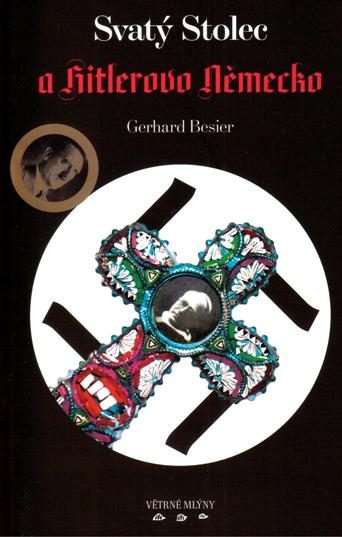 Svatý Stolec
a Hitlerovo Německo
Gerhard Besier
VĚTRNÉ MLÝNY